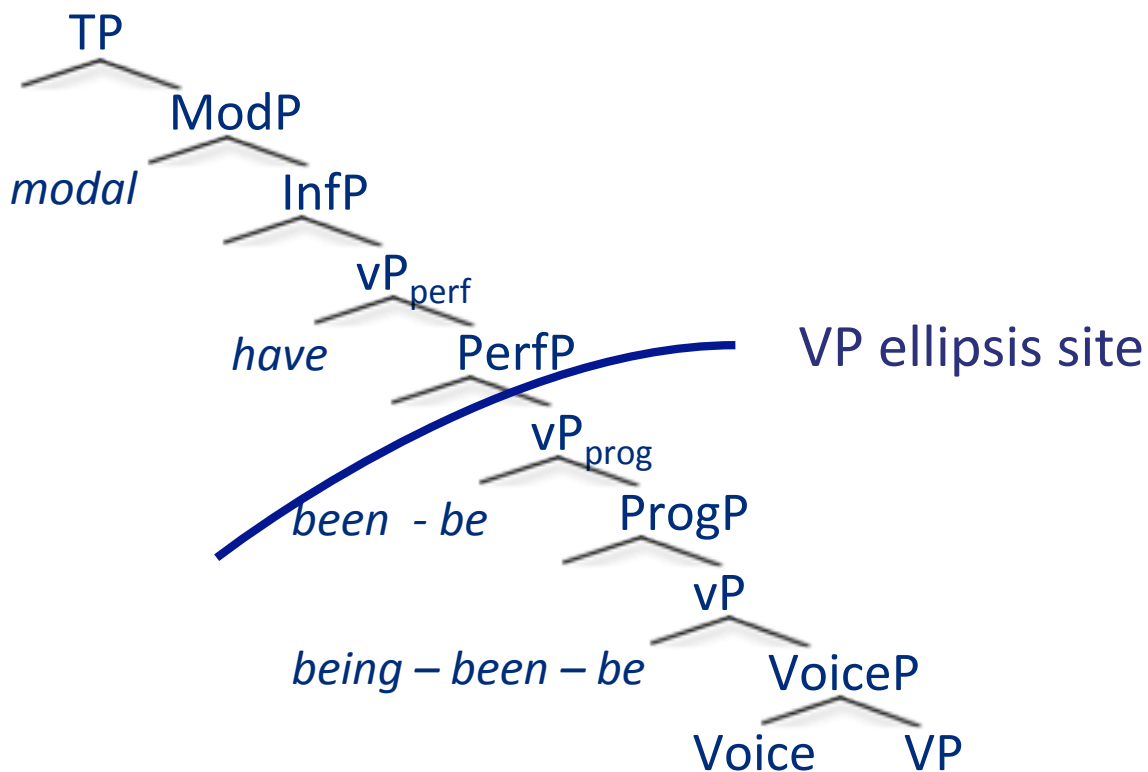 TP
ModP
modal
InfP
vPperf
have
PerfP
VP ellipsis site
vPprog
been - be
ProgP
vP
being – been – be
VoiceP
Voice
VP